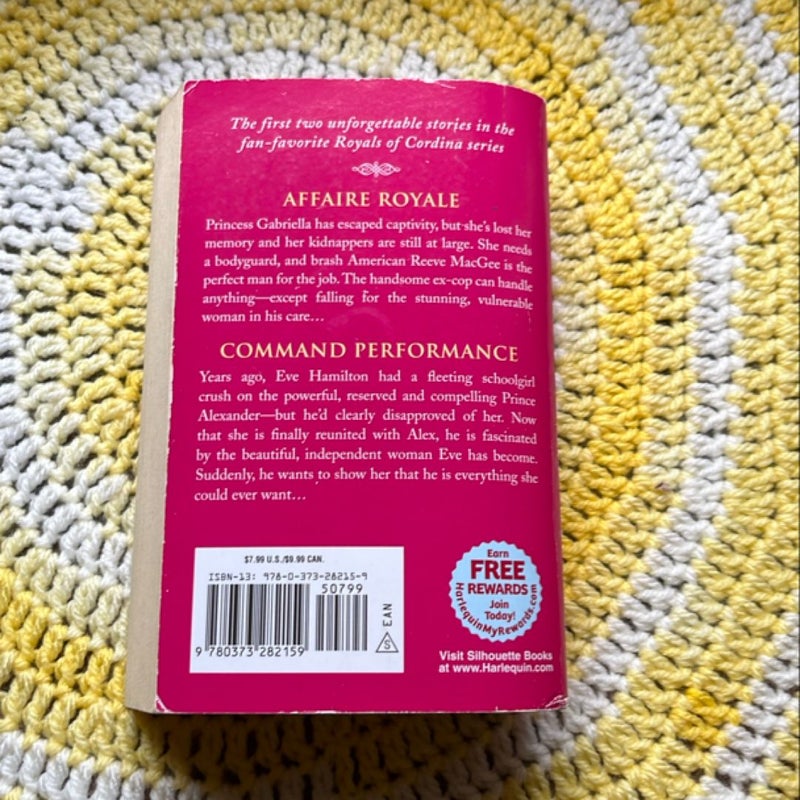 The first two unforgettable stories in the
fan-favorite Royals of Cordina series
AFFAIRE ROYALE
Princess Gabriella has escaped captivity, but she's lost her
memory and her kidnappers are still at large. She needs
a bodyguard, and brash American Reeve MacGee is the
perfect man for the job. The handsome ex-cop can handle
anything—except falling for the stunning, vulnerable
woman in his care…
COMMAND PERFORMANCE
Years ago, Eve Hamilton had a fleeting schoolgirl
crush on the powerful, reserved and compelling Prince
Alexander—but he'd clearly disapproved of her. Now
that she is finally reunited with Alex, he is fascinated
by the beautiful, independent woman Eve has become.
Suddenly, he wants to show her that he is everything she
could ever want…
$7.99 U.S./$9.99 CAN.
ISBN-13: 978-0-373-28215-9
50799
9 780373 282159
EAN
S
Earn
FREE
REWARDS
Join
Today!
HarlequinMyRewards.com
Visit Silhouette Books
at www.Harlequin.com